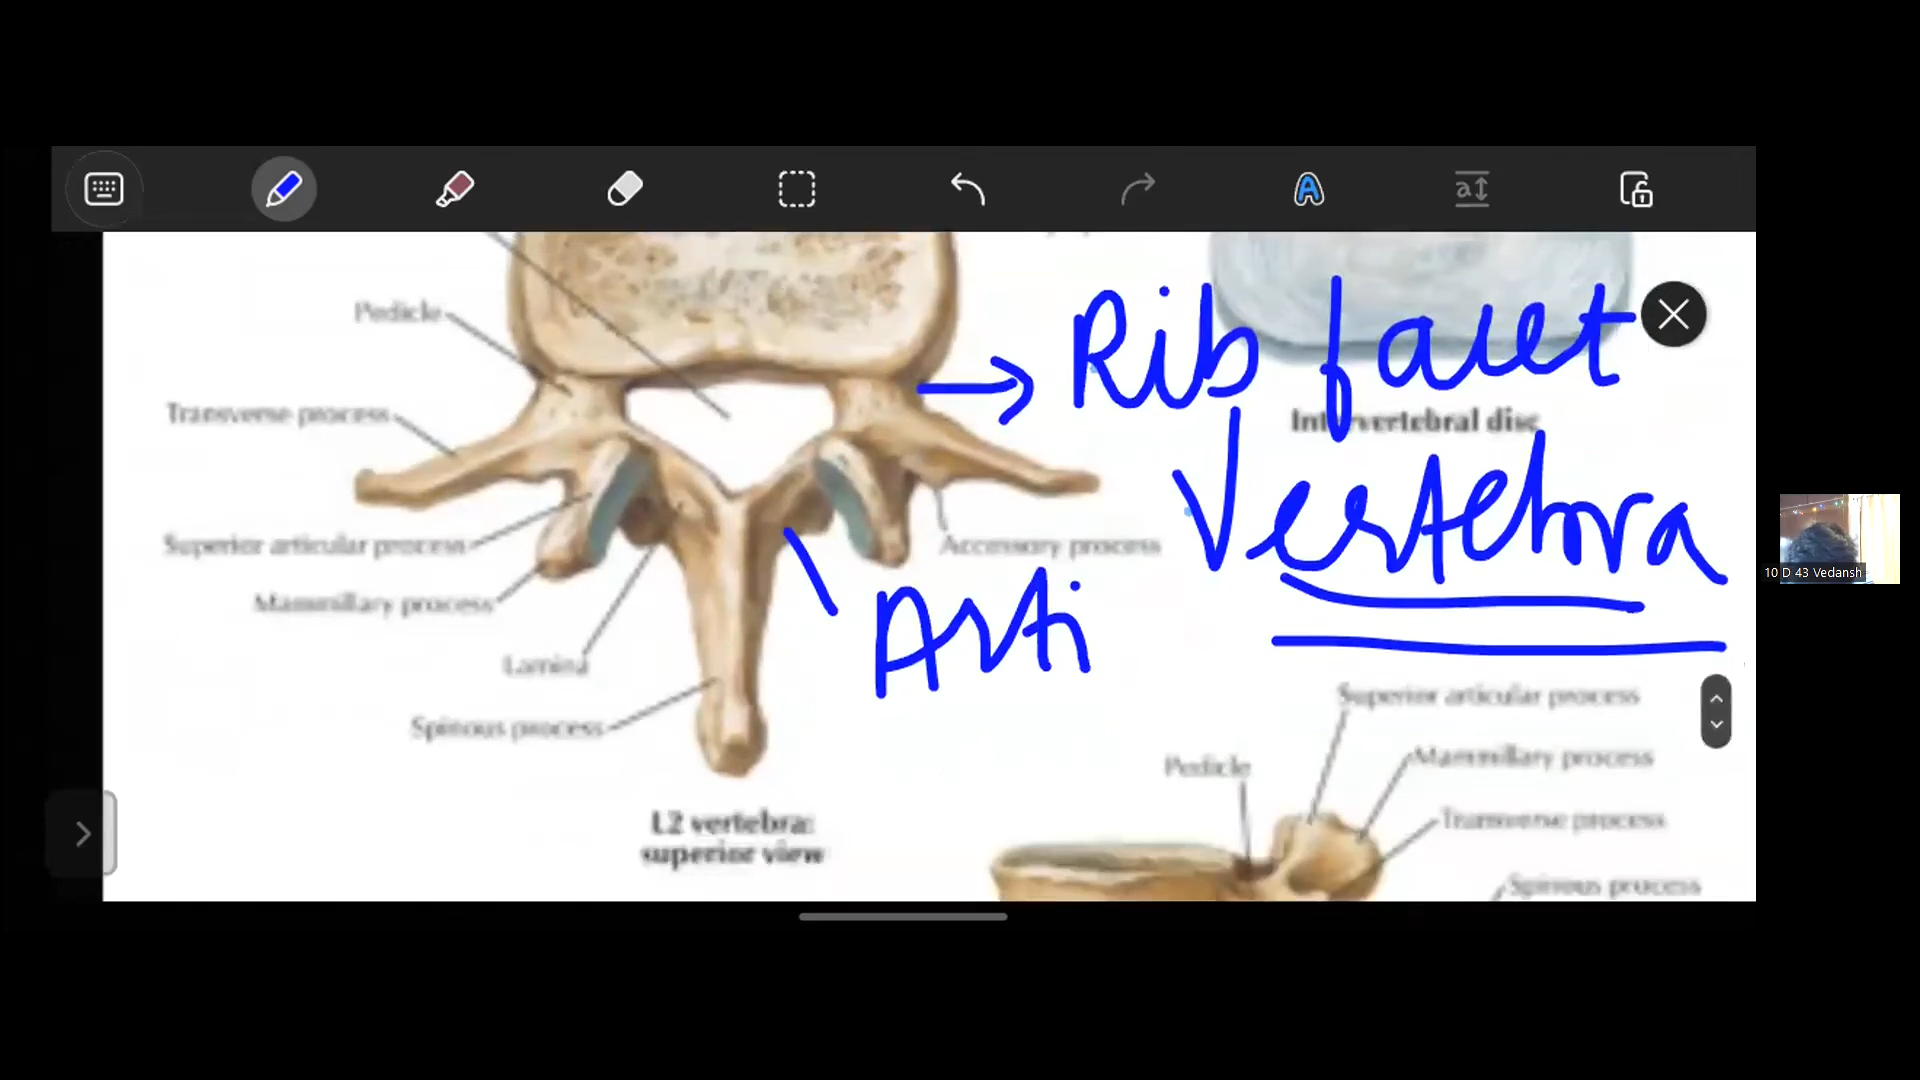 Pedicle
Rib facet
Transverse process
Intervertebral disc
Vertebra
Superior articular process
Accessory process
Mammillary process
Arti
Lamina
Spinous process
L2 vertebra:
superior view
Superior articular process
Pedicle
Mammillary process
Transverse process
Spinous process
10 D 43 Vedansh